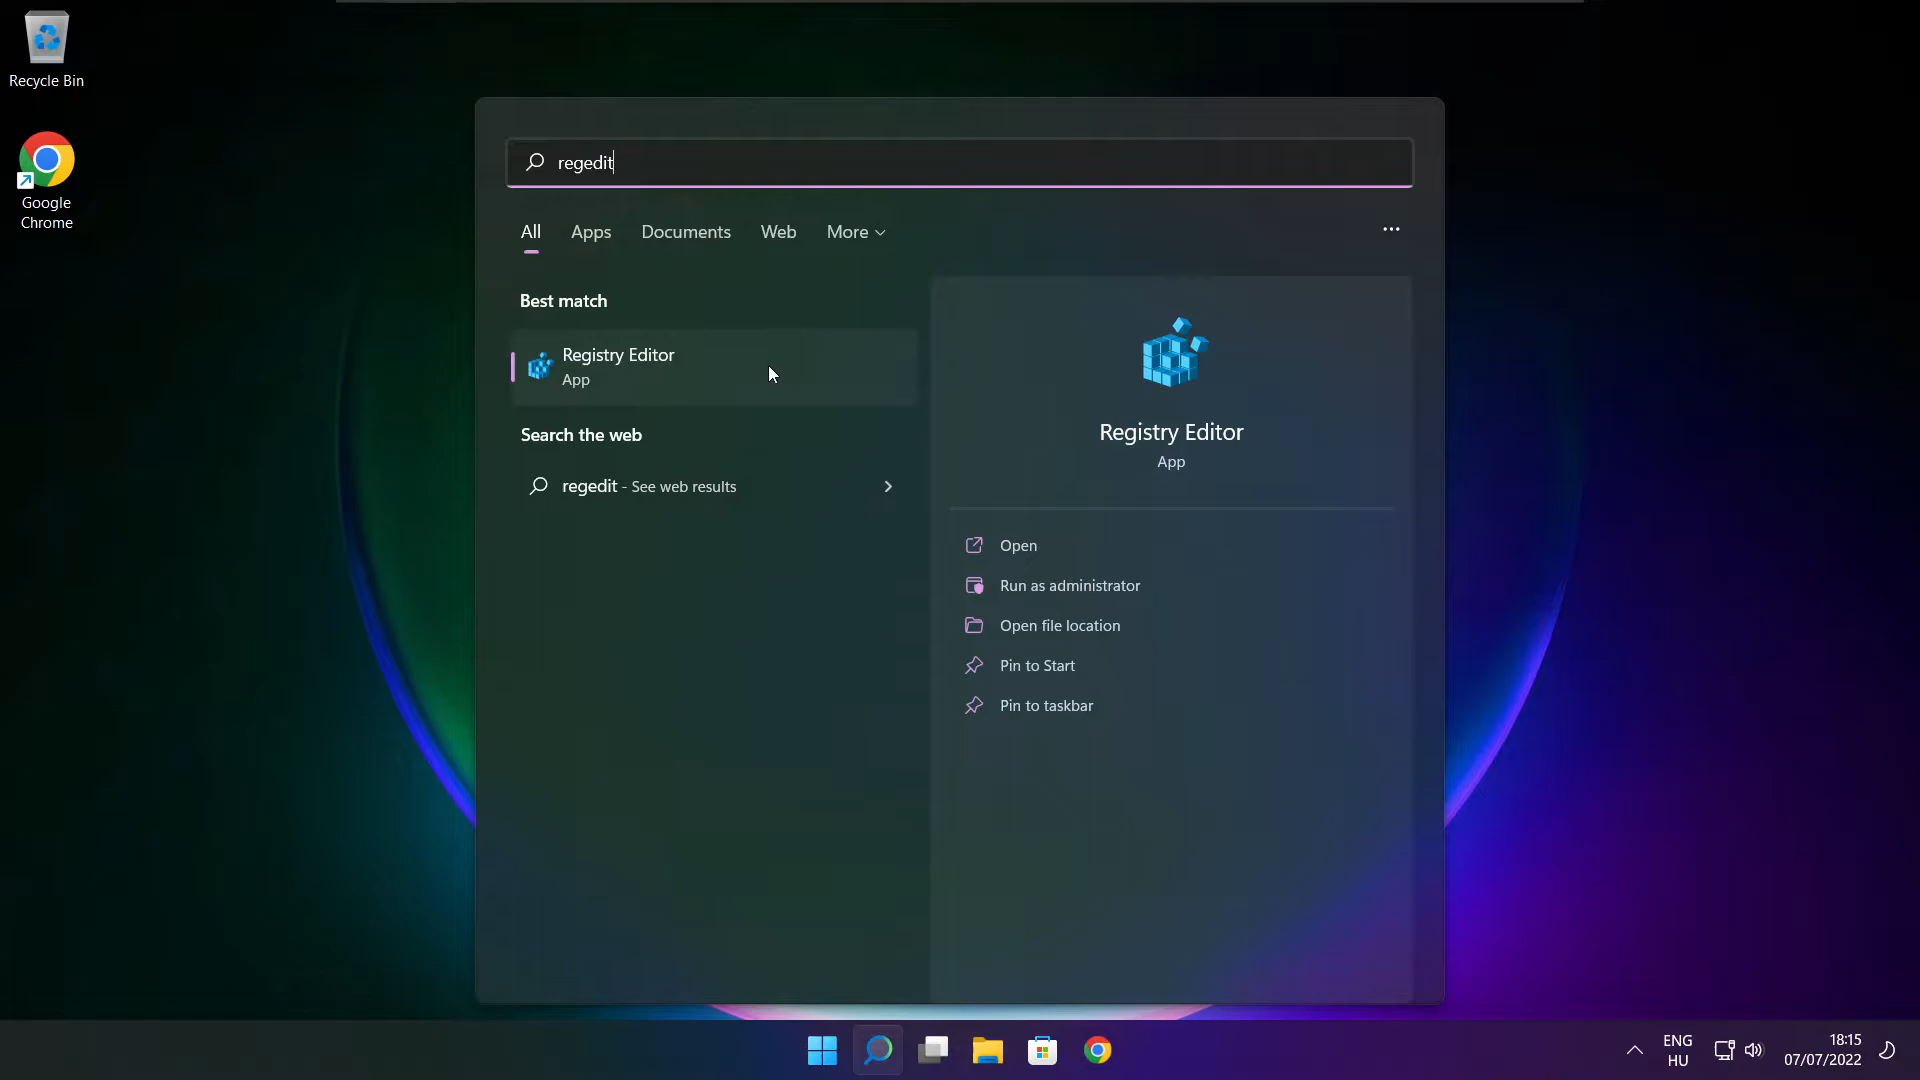 Recycle Bin
Google
Chrome
regedit
All Apps Documents Web More
Best match
Registry Editor
App
Search the web
regedit - See web results
Registry Editor
App
Open
Run as administrator
Open file location
Pin to Start
Pin to taskbar
ENG
HU
18:15
07/07/2022